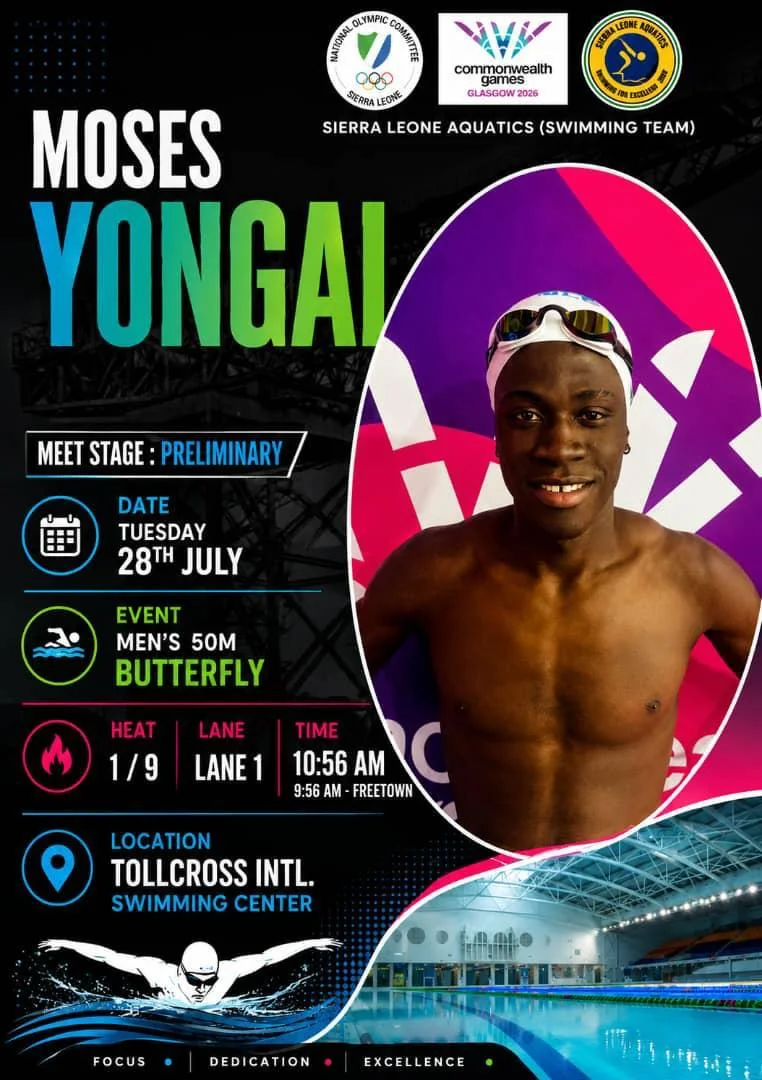 NATIONAL OLYMPIC COMMITTEE
SIERRA LEONE
commonwealth
games
GLASGOW 2026
SIERRA LEONE AQUATICS
SIERRA LEONE AQUATICS (SWIMMING TEAM)
MOSES
YONGAI
MEET STAGE : PRELIMINARY
DATE
TUESDAY
28TH JULY
EVENT
MEN'S 50M
BUTTERFLY
HEAT
1 / 9
LANE
LANE 1
TIME
10:56 AM
9:56 AM - FREETOWN
LOCATION
TOLLCROSS INTL.
SWIMMING CENTER
FOCUS • | DEDICATION • | EXCELLENCE •